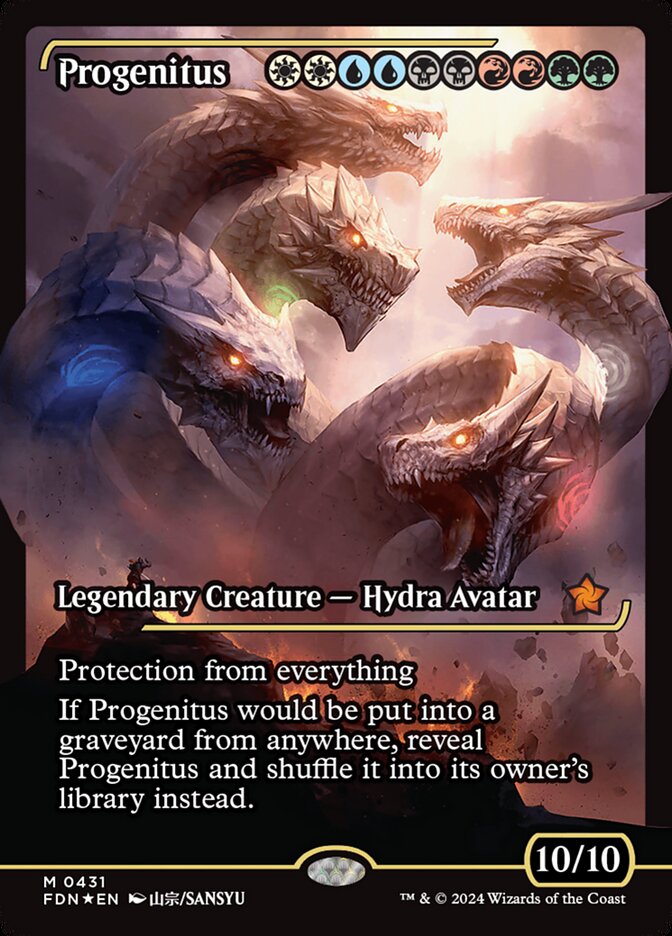 Progenitus
Legendary Creature — Hydra Avatar
Protection from everything
If Progenitus would be put into a
graveyard from anywhere, reveal
Progenitus and shuffle it into its owner's
library instead.
10/10
M 0431
FDN★EN 山宗/SANSYU
™ & © 2024 Wizards of the Coast